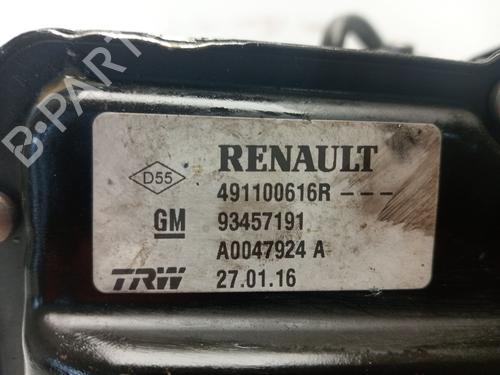 B-PARTS
D55
RENAULT
491100616R ---
GM 93457191
A0047924 A
TRW 27.01.16